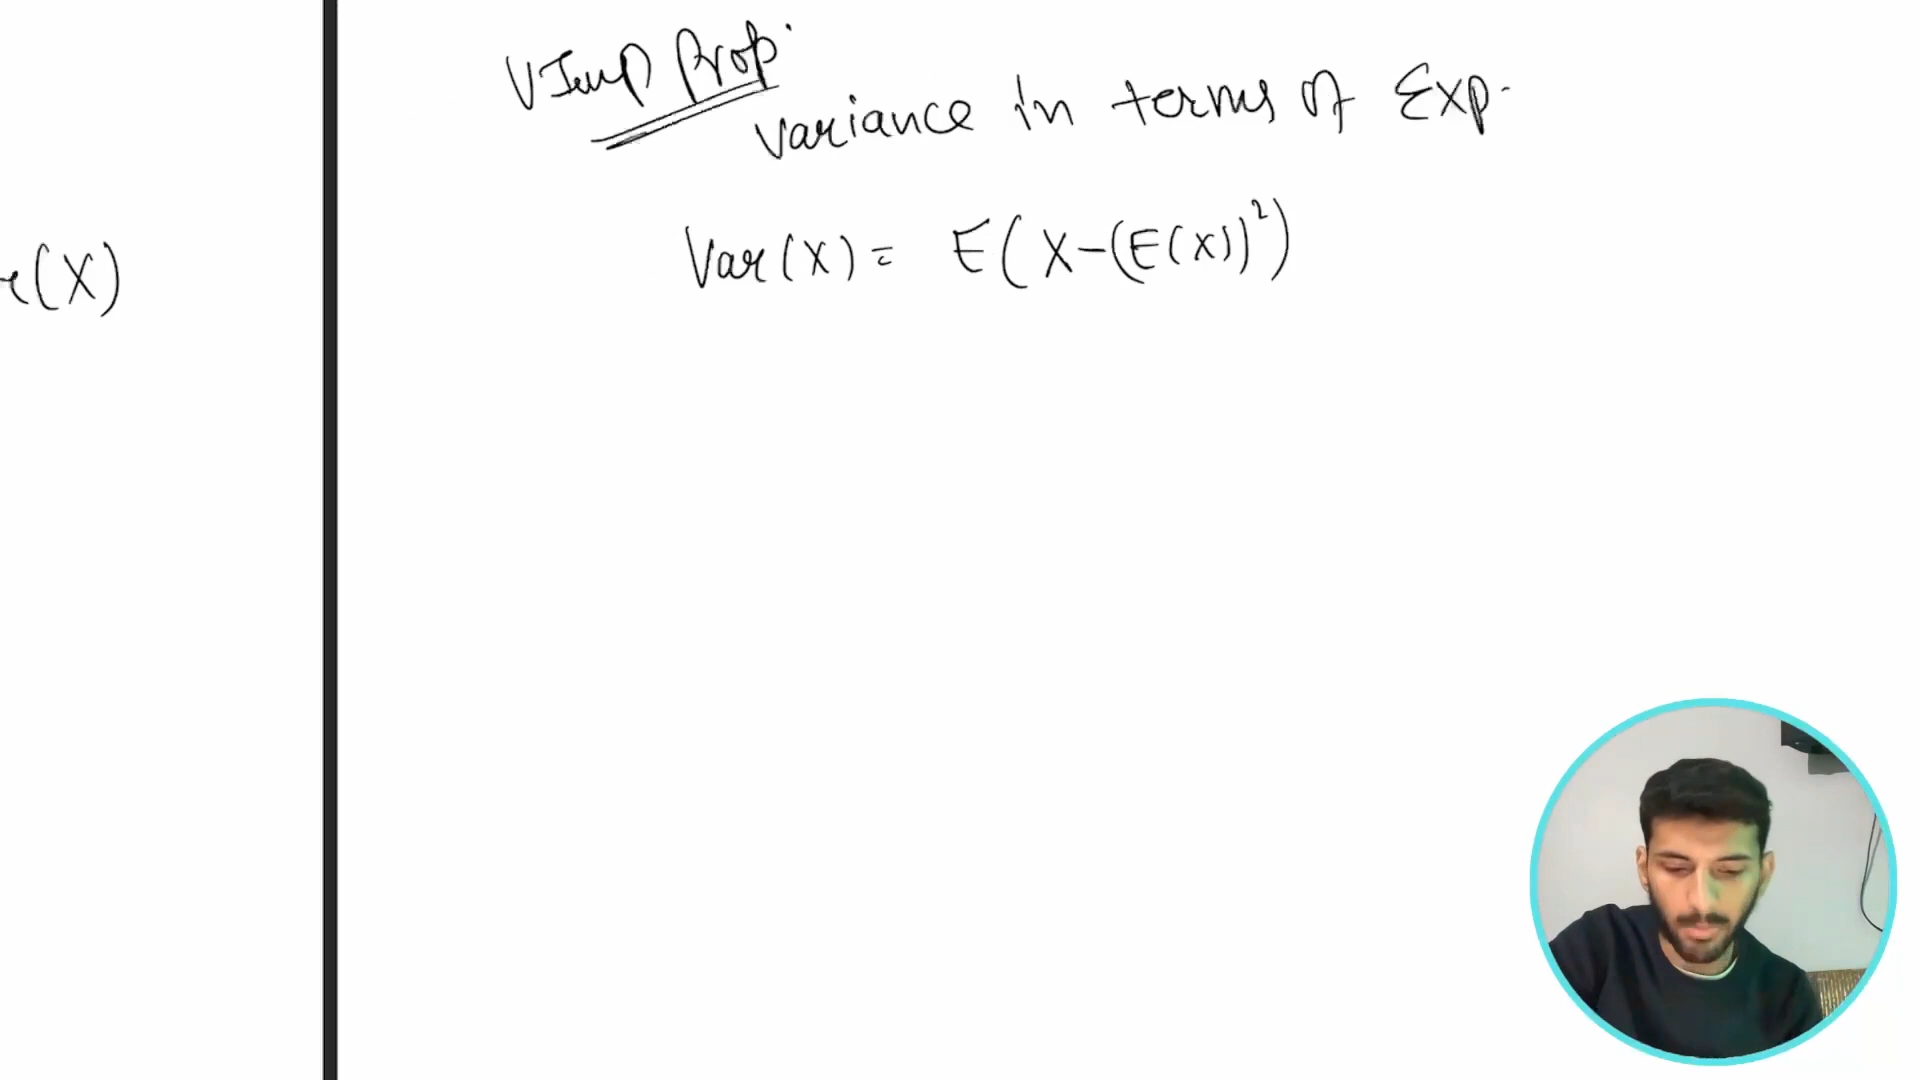 VImp Prop.
Variance in terms of Exp.
r(X)
Var(X) = E(X-(E(X))²)